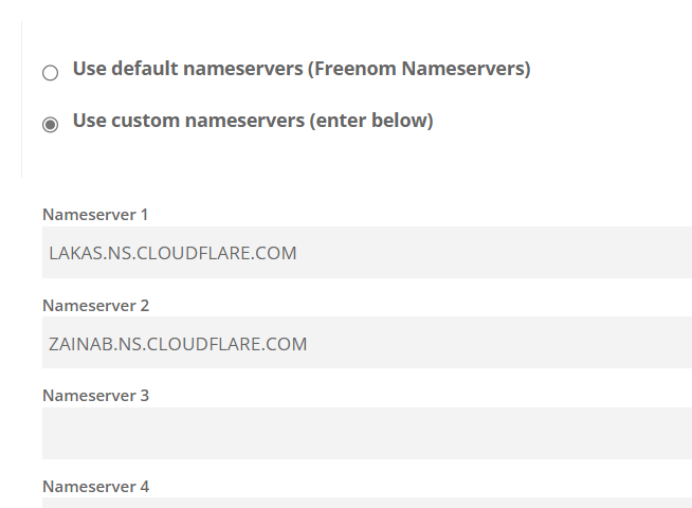 Use default nameservers (Freenom Nameservers)
Use custom nameservers (enter below)
Nameserver 1
LAKAS.NS.CLOUDFLARE.COM
Nameserver 2
ZAINAB.NS.CLOUDFLARE.COM
Nameserver 3
Nameserver 4